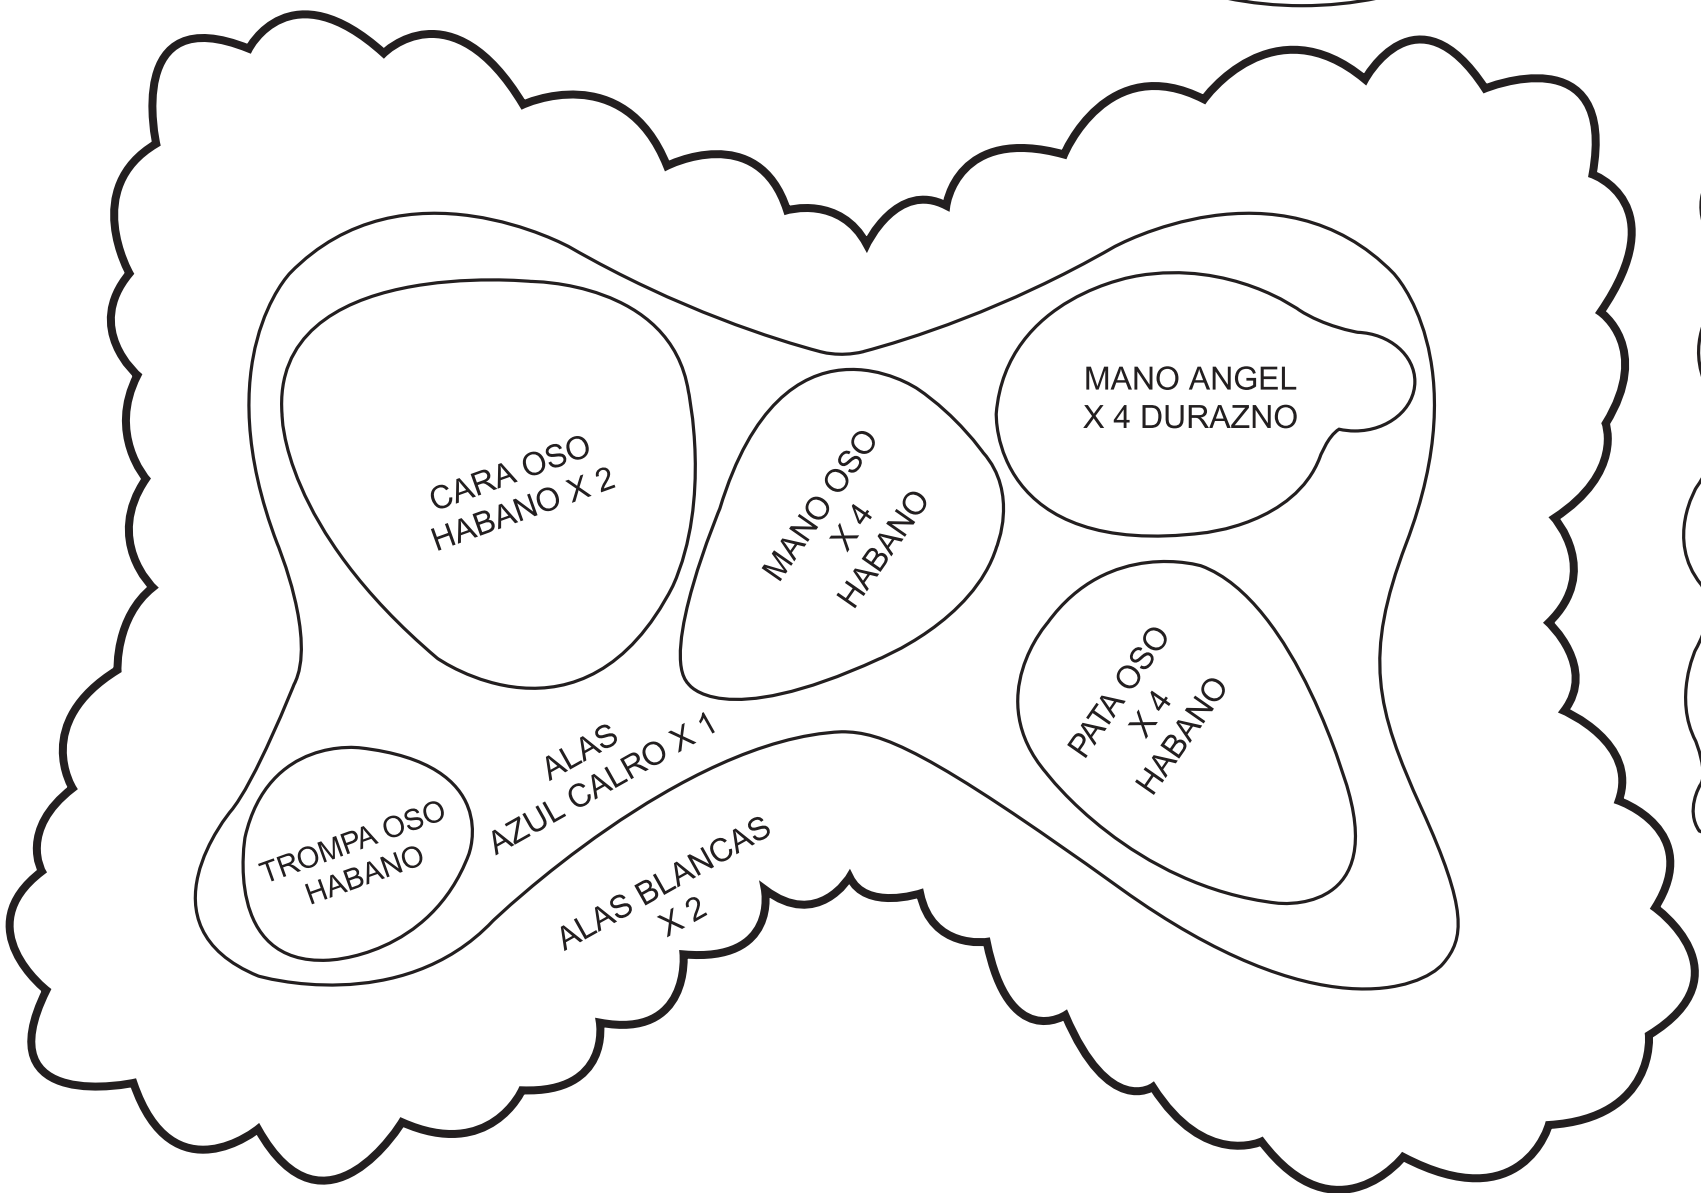 CARA OSO
HABANO X 2
MANO OSO
X 4
HABANO
MANO ANGEL
X 4 DURAZNO
PATA OSO
X 4
HABANO
ALAS
AZUL CALRO X 1
TROMPA OSO
HABANO
ALAS BLANCAS
X 2